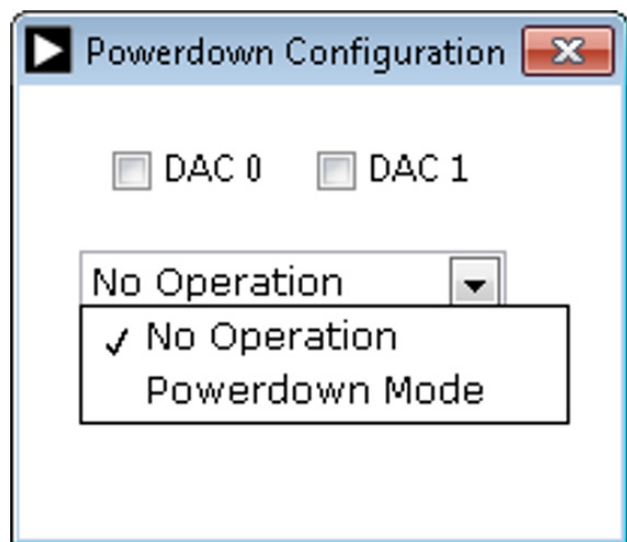 Powerdown Configuration
DAC 0 DAC 1
No Operation
✓ No Operation
Powerdown Mode